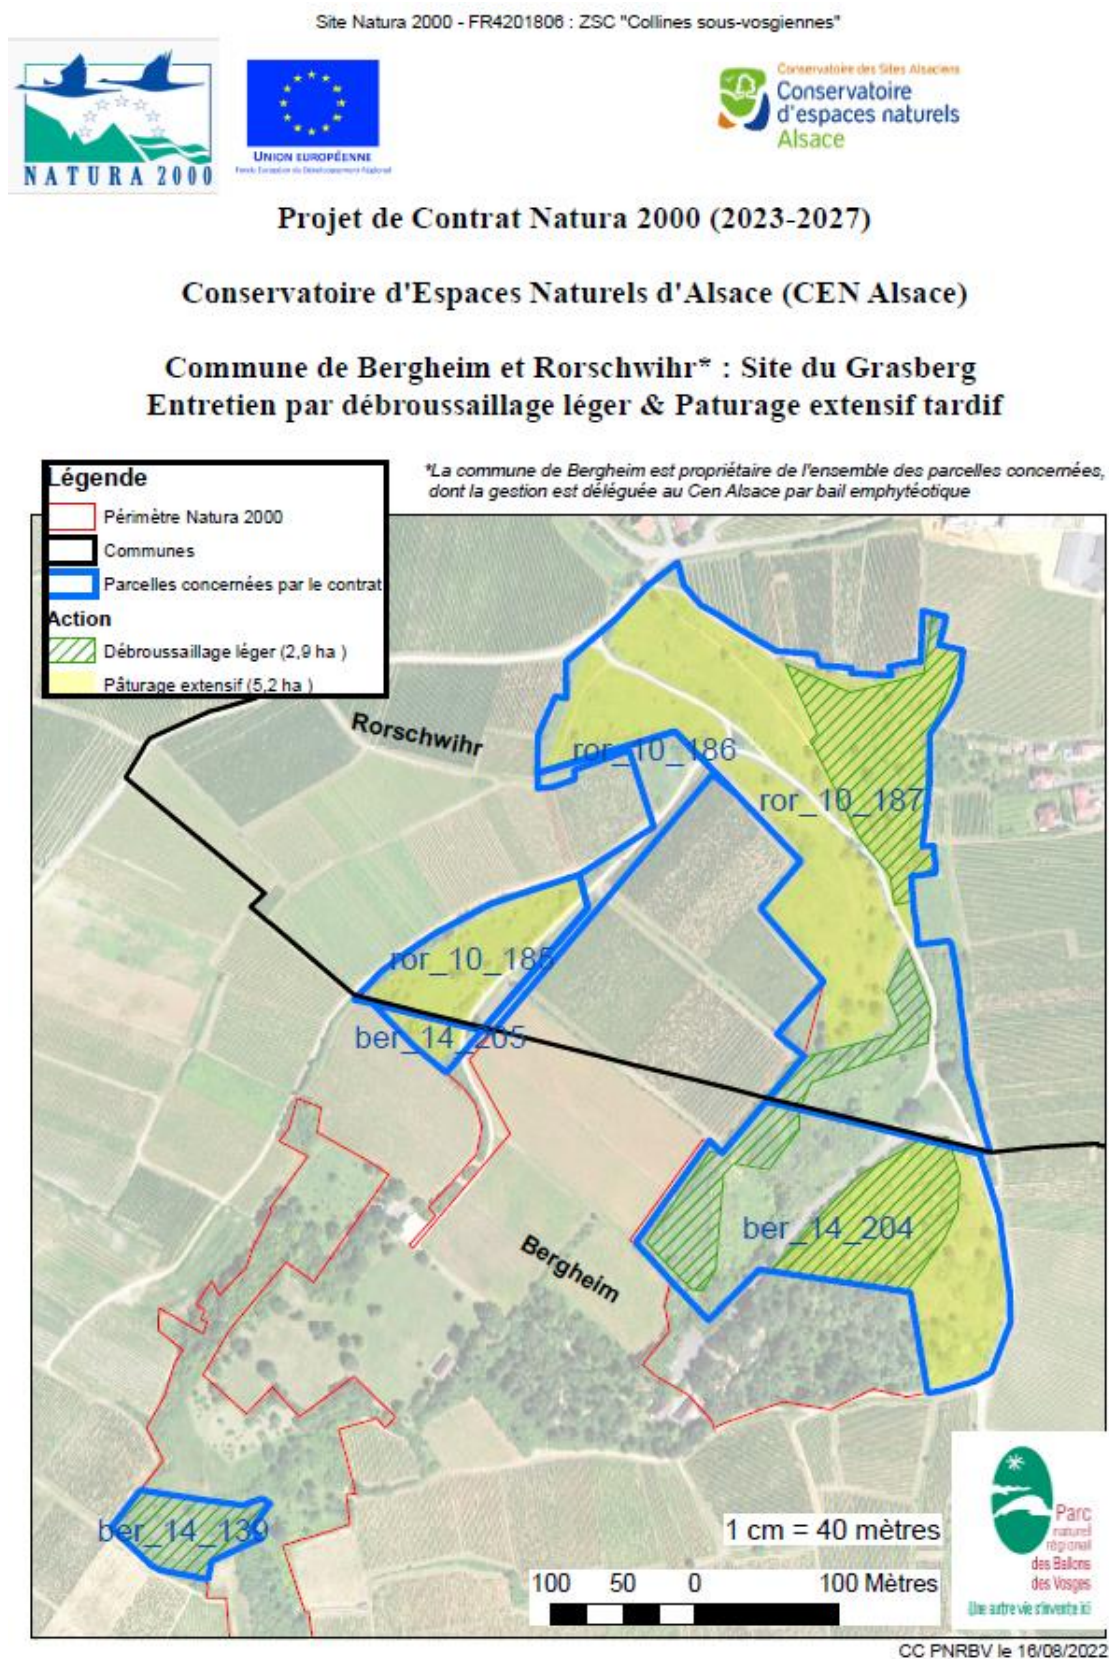 Site Natura 2000 - FR4201806 : ZSC "Collines sous-vosgiennes"
NATURA 2000
UNION EUROPÉENNE
Fonds Européen de Développement Régional
Conservatoire des Sites Alsaciens
Conservatoire
d'espaces naturels
Alsace
Projet de Contrat Natura 2000 (2023-2027)
Conservatoire d'Espaces Naturels d'Alsace (CEN Alsace)
Commune de Bergheim et Rorschwihr* : Site du Grasberg
Entretien par débroussaillage léger & Paturage extensif tardif
*La commune de Bergheim est propriétaire de l'ensemble des parcelles concernées,
dont la gestion est déléguée au Cen Alsace par bail emphytéotique
Légende
Périmètre Natura 2000
Communes
Parcelles concernées par le contrat
Action
Débroussaillage léger (2,9 ha )
Pâturage extensif (5,2 ha )
Rorschwihr
ror_10_186
ror_10_187
ror_10_185
ber_14_205
ber_14_204
Bergheim
ber_14_139
1 cm = 40 mètres
100 50 0 100 Mètres
Parc
naturel
régional
des Ballons
des Vosges
Une autre vie s'invente ici
CC PNRBV le 16/08/2022